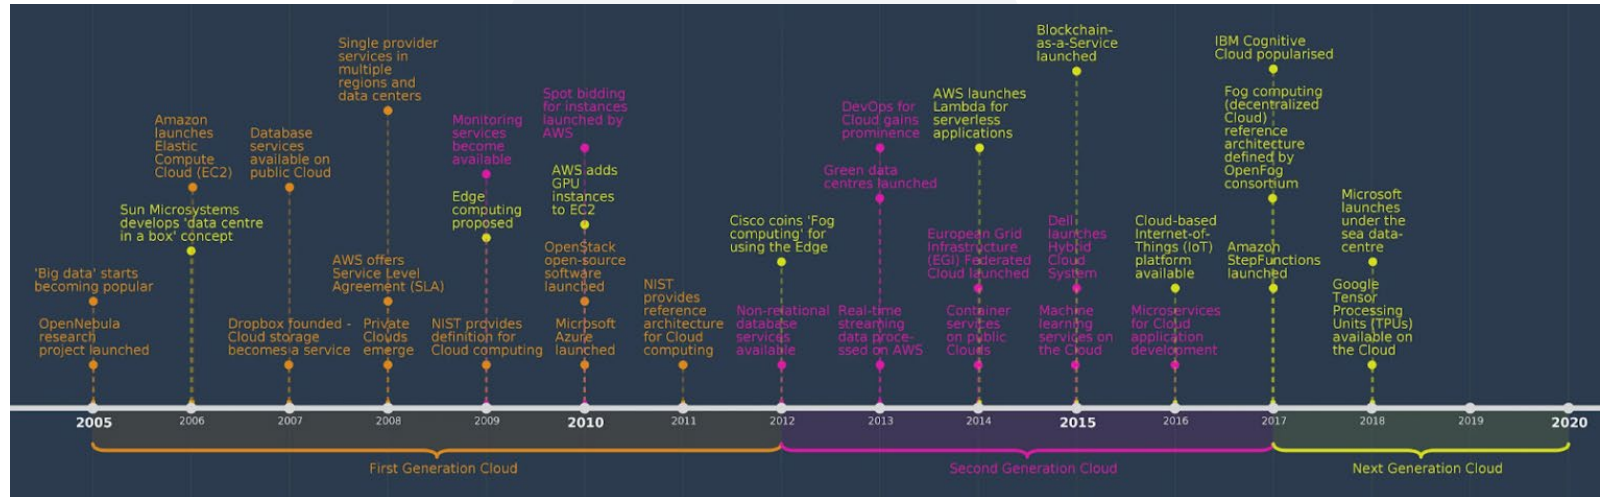 'Big data' starts
becoming popular
OpenNebula
research
project launched
Amazon
launches
Elastic
Compute
Cloud (EC2)
Sun Microsystems
develops 'data centre
in a box' concept
Database
services
available on
public Cloud
Dropbox founded -
Cloud storage
becomes a service
Single provider
services in
multiple
regions and
data centers
AWS offers
Service Level
Agreement (SLA)
Private
Clouds
emerge
Monitoring
services
become
available
Edge
computing
proposed
NIST provides
definition for
Cloud computing
Spot bidding
for instances
launched by
AWS
AWS adds
GPU
instances
to EC2
OpenStack
open-source
software
launched
Microsoft
Azure
launched
NIST
provides
reference
architecture
for Cloud
computing
Cisco coins 'Fog
computing' for
using the Edge
Non-relational
database
services
available
DevOps for
Cloud gains
prominence
Green data
centres launched
Real-time
streaming
data proce-
ssed on AWS
AWS launches
Lambda for
serverless
applications
European Grid
Infrastructure
(EGI) Federated
Cloud launched
Container
services
on public
Clouds
Blockchain-
as-a-Service
launched
Dell
launches
Hybrid
Cloud
System
Machine
learning
services on
the Cloud
Cloud-based
Internet-of-
Things (IoT)
platform
available
Microservices
for Cloud
application
development
IBM Cognitive
Cloud popularised
Fog computing
(decentralized
Cloud)
reference
architecture
defined by
OpenFog
consortium
Amazon
StepFunctions
launched
Microsoft
launches
under the
sea data-
centre
Google
Tensor
Processing
Units (TPUs)
available on
the Cloud
2005 2006 2007 2008 2009 2010 2011 2012 2013 2014 2015 2016 2017 2018 2019 2020
First Generation Cloud Second Generation Cloud Next Generation Cloud